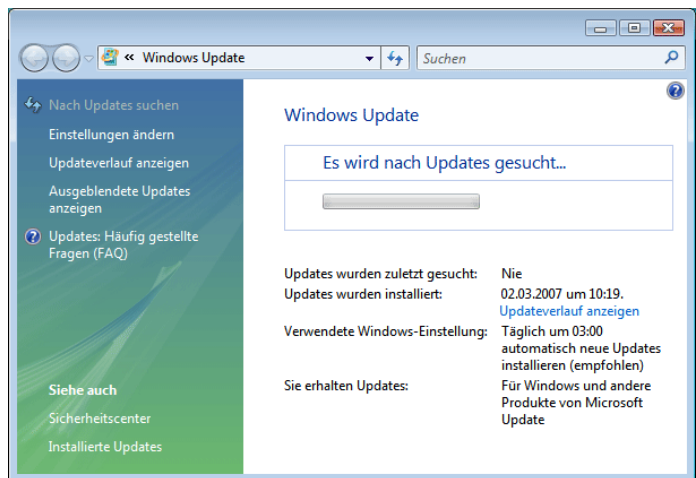 « Windows Update
Suchen
Nach Updates suchen
Einstellungen ändern
Updateverlauf anzeigen
Ausgeblendete Updates
anzeigen
Updates: Häufig gestellte
Fragen (FAQ)
Siehe auch
Sicherheitscenter
Installierte Updates
Windows Update
Es wird nach Updates gesucht...
Updates wurden zuletzt gesucht: Nie
Updates wurden installiert: 02.03.2007 um 10:19.
Updateverlauf anzeigen
Verwendete Windows-Einstellung: Täglich um 03:00
automatisch neue Updates
installieren (empfohlen)
Sie erhalten Updates: Für Windows und andere
Produkte von Microsoft
Update